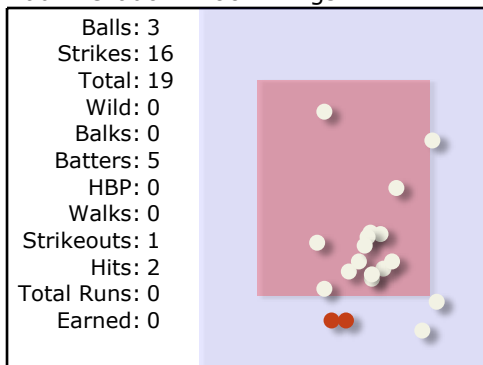 Balls: 3
Strikes: 16
Total: 19
Wild: 0
Balks: 0
Batters: 5
HBP: 0
Walks: 0
Strikeouts: 1
Hits: 2
Total Runs: 0
Earned: 0